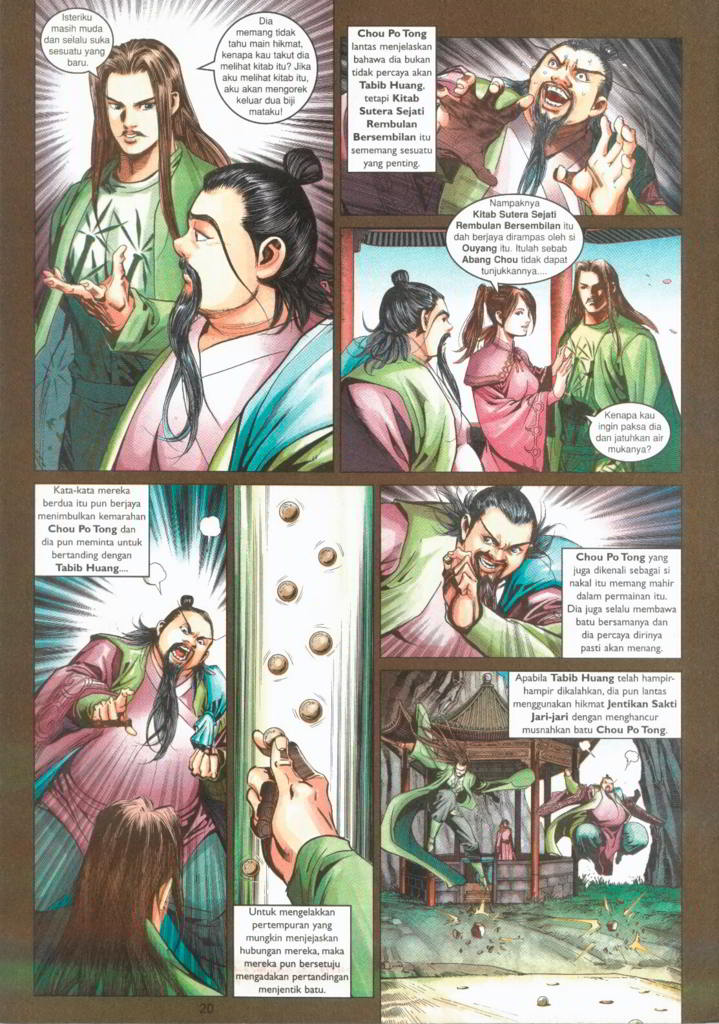 Isteriku
masih muda
dan selalu suka
sesuatu yang
baru.
Dia
memang tidak
tahu main hikmat,
kenapa kau takut dia
melihat kitab itu? Jika
aku melihat kitab itu,
aku akan mengorek
keluar dua biji
mataku!
Chou Po Tong
lantas menjelaskan
bahawa dia bukan
tidak percaya akan
Tabib Huang.
tetapi Kitab
Sutera Sejati
Rembulan
Bersembilan itu
sememang sesuatu
yang penting.
Nampaknya
Kitab Sutera Sejati
Rembulan Bersembilan itu
dah berjaya dirampas oleh si
Ouyang itu. Itulah sebab
Abang Chou tidak dapat
tunjukkannya....
Kenapa kau
ingin paksa dia
dan jatuhkan air
mukanya?
Kata-kata mereka
berdua itu pun berjaya
menimbulkan kemarahan
Chou Po Tong dan
dia pun meminta untuk
bertanding dengan
Tabib Huang....
Untuk mengelakkan
pertempuran yang
mungkin menjejaskan
hubungan mereka, maka
mereka pun bersetuju
mengadakan pertandingan
menjentik batu.
Chou Po Tong yang
juga dikenali sebagai si
nakal itu memang mahir
dalam permainan itu.
Dia juga selalu membawa
batu bersamanya dan
dia percaya dirinya
pasti akan menang.
Apabila Tabib Huang telah hampir-
hampir dikalahkan, dia pun lantas
menggunakan hikmat Jentikan Sakti
Jari-jari dengan menghancur
musnahkan batu Chou Po Tong.
20